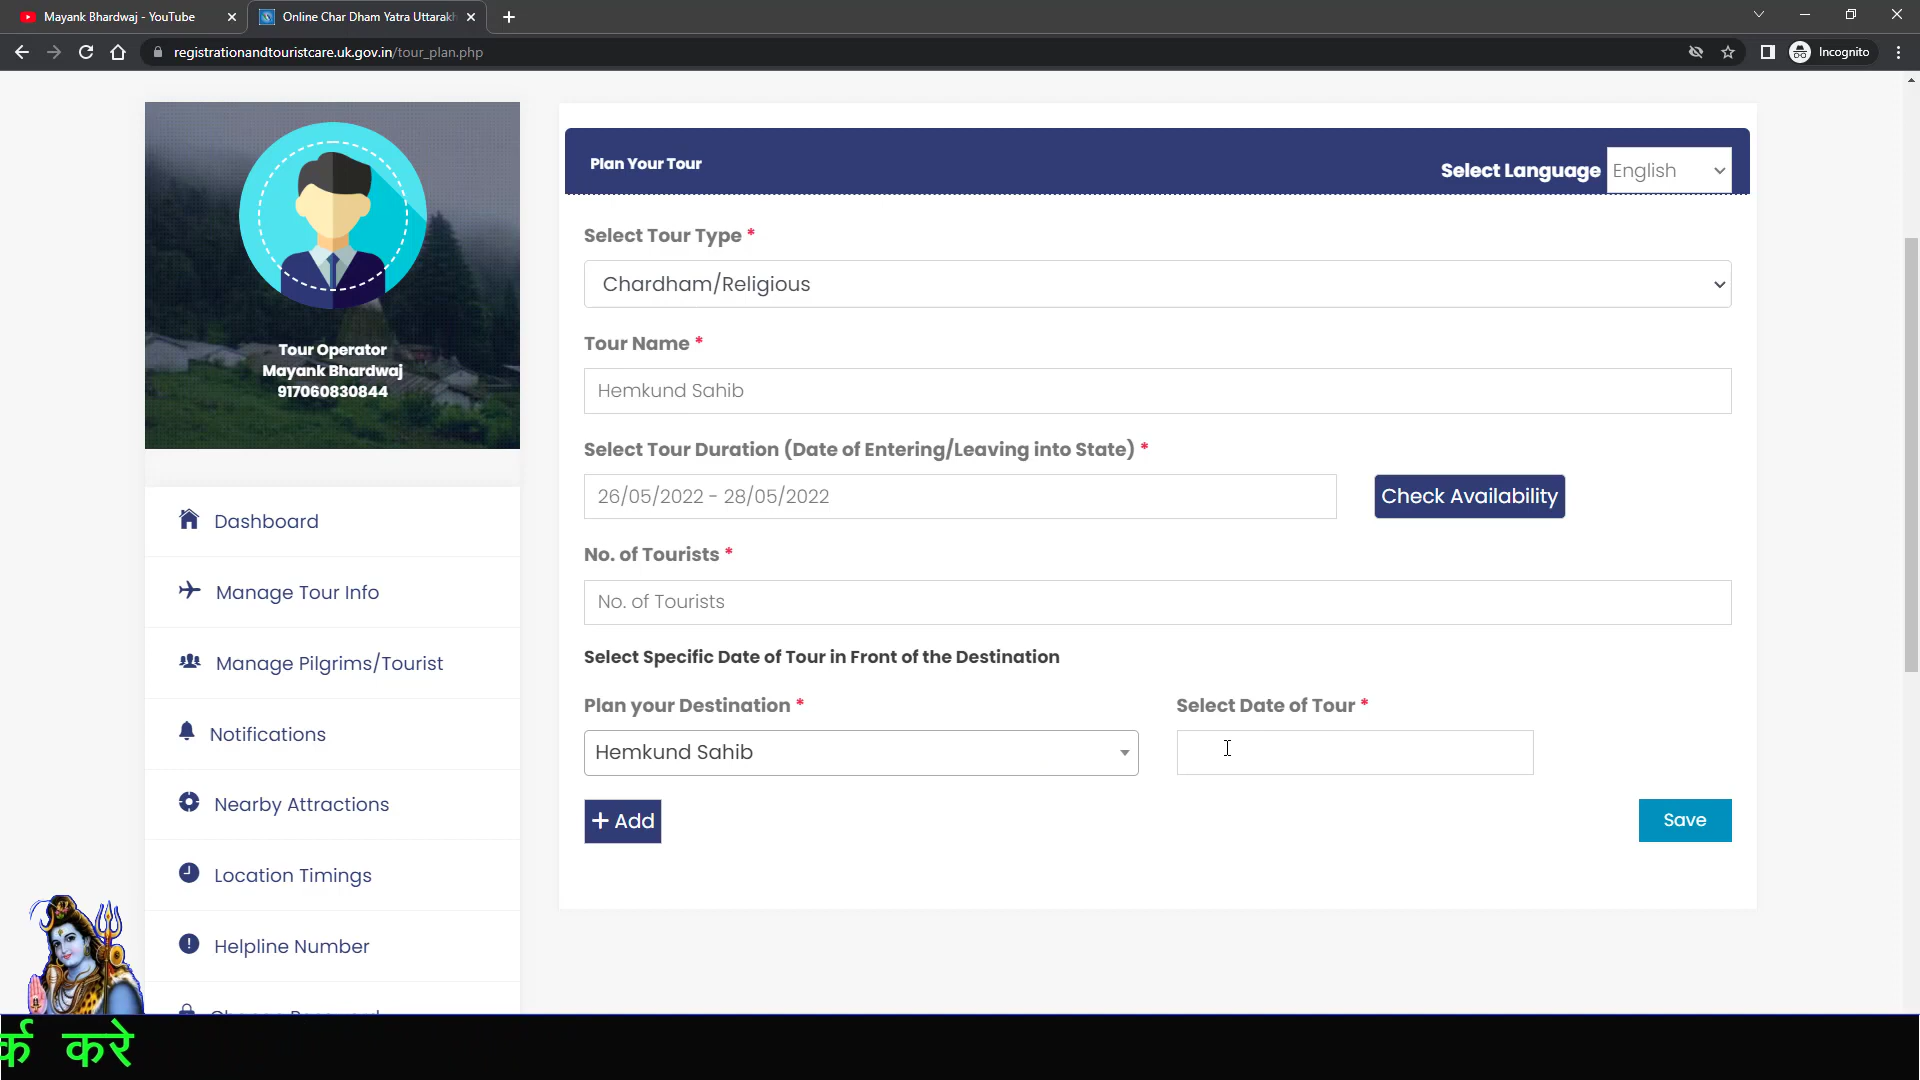 Mayank Bhardwaj - YouTube
Online Char Dham Yatra Uttarakh
registrationandtouristcare.uk.gov.in/tour_plan.php
Incognito
Tour Operator
Mayank Bhardwaj
917060830844
Dashboard
Manage Tour Info
Manage Pilgrims/Tourist
Notifications
Nearby Attractions
Location Timings
Helpline Number
Plan Your Tour
Select Language English
Select Tour Type *
Chardham/Religious
Tour Name *
Hemkund Sahib
Select Tour Duration (Date of Entering/Leaving into State) *
26/05/2022 - 28/05/2022
Check Availability
No. of Tourists *
No. of Tourists
Select Specific Date of Tour in Front of the Destination
Plan your Destination *
Select Date of Tour *
Hemkund Sahib
+ Add
Save
र्क करे